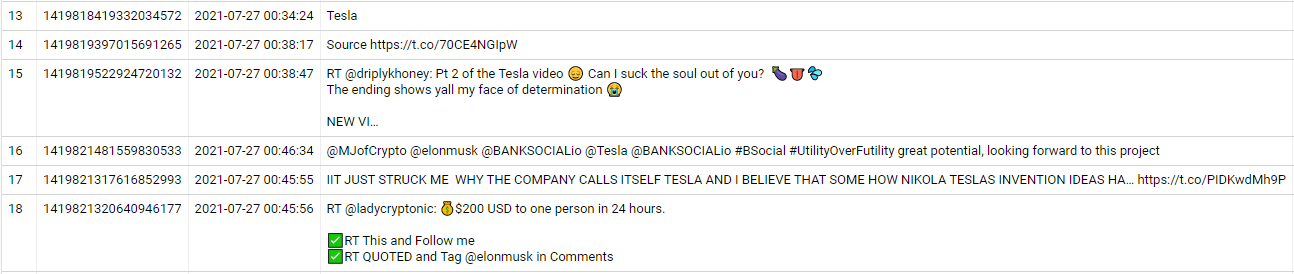 13 1419818419332034572 2021-07-27 00:34:24 Tesla
14 1419819397015691265 2021-07-27 00:38:17 Source https://t.co/70CE4NGIpW
15 1419819522924720132 2021-07-27 00:38:47 RT @driplykhoney: Pt 2 of the Tesla video 😑 Can I suck the soul out of you? 🍆👅💦
The ending shows yall my face of determination 😭
NEW VI…
16 1419821481559830533 2021-07-27 00:46:34 @MJofCrypto @elonmusk @BANKSOCIALio @Tesla @BANKSOCIALio #BSocial #UtilityOverFutility great potential, looking forward to this project
17 1419821317616852993 2021-07-27 00:45:55 IIT JUST STRUCK ME WHY THE COMPANY CALLS ITSELF TESLA AND I BELIEVE THAT SOME HOW NIKOLA TESLAS INVENTION IDEAS HA… https://t.co/PIDKwdMh9P
18 1419821320640946177 2021-07-27 00:45:56 RT @ladycryptonic: 💰$200 USD to one person in 24 hours.
✅RT This and Follow me
✅RT QUOTED and Tag @elonmusk in Comments